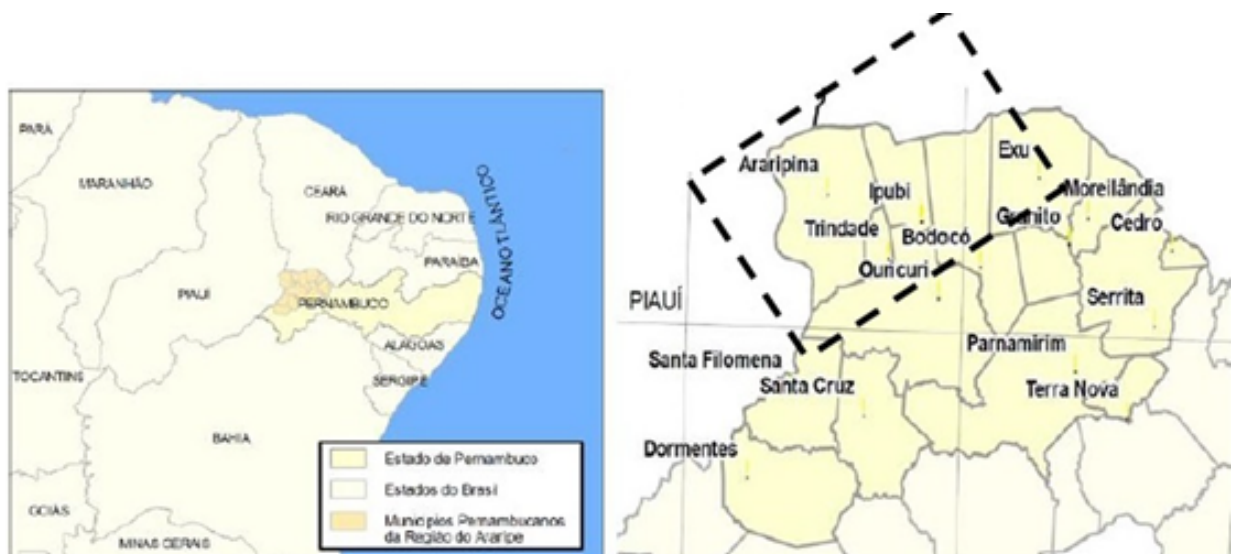 PARÁ
MARANHÃO
CEARÁ
RIO GRANDE DO NORTE
PARAÍBA
PIAUÍ
PERNAMBUCO
ALAGOAS
SERGIPE
TOCANTINS
BAHIA
GOIÁS
MINAS GERAIS
OCEANO TLÂNTICO
Estado de Pernambuco
Estados do Brasil
Municípios Pernambucanos
da Região do Araripe
Araripina
Exu
Ipubi
Moreilândia
Granito
Cedro
Trindade
Bodocó
Ouricuri
Serrita
PIAUÍ
Parnamirim
Santa Filomena
Santa Cruz
Terra Nova
Dormentes